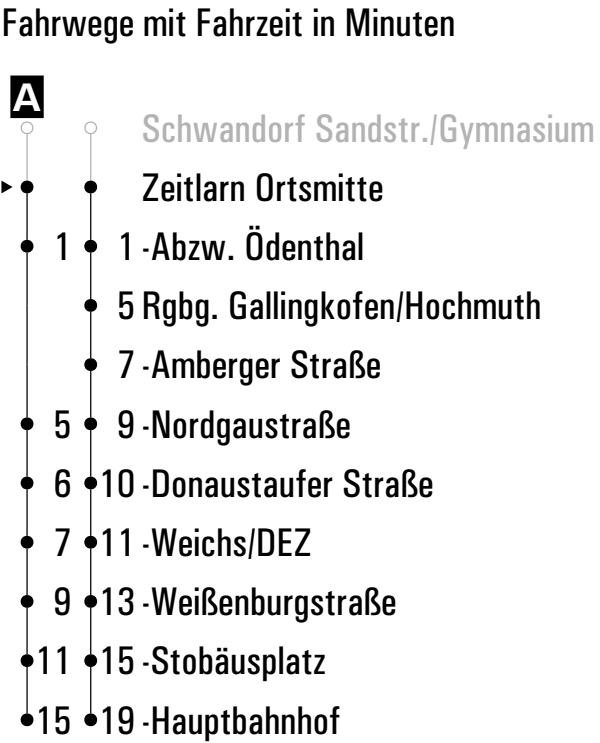 Fahrwege mit Fahrzeit in Minuten
A
Schwandorf Sandstr./Gymnasium
Zeitlarn Ortsmitte
1 1 -Abzw. Ödenthal
5 Rgbg. Gallingkofen/Hochmuth
7 -Amberger Straße
5 9 -Nordgaustraße
6 10 -Donaustaufer Straße
7 11 -Weichs/DEZ
9 13 -Weißenburgstraße
11 15 -Stobäusplatz
15 19 -Hauptbahnhof